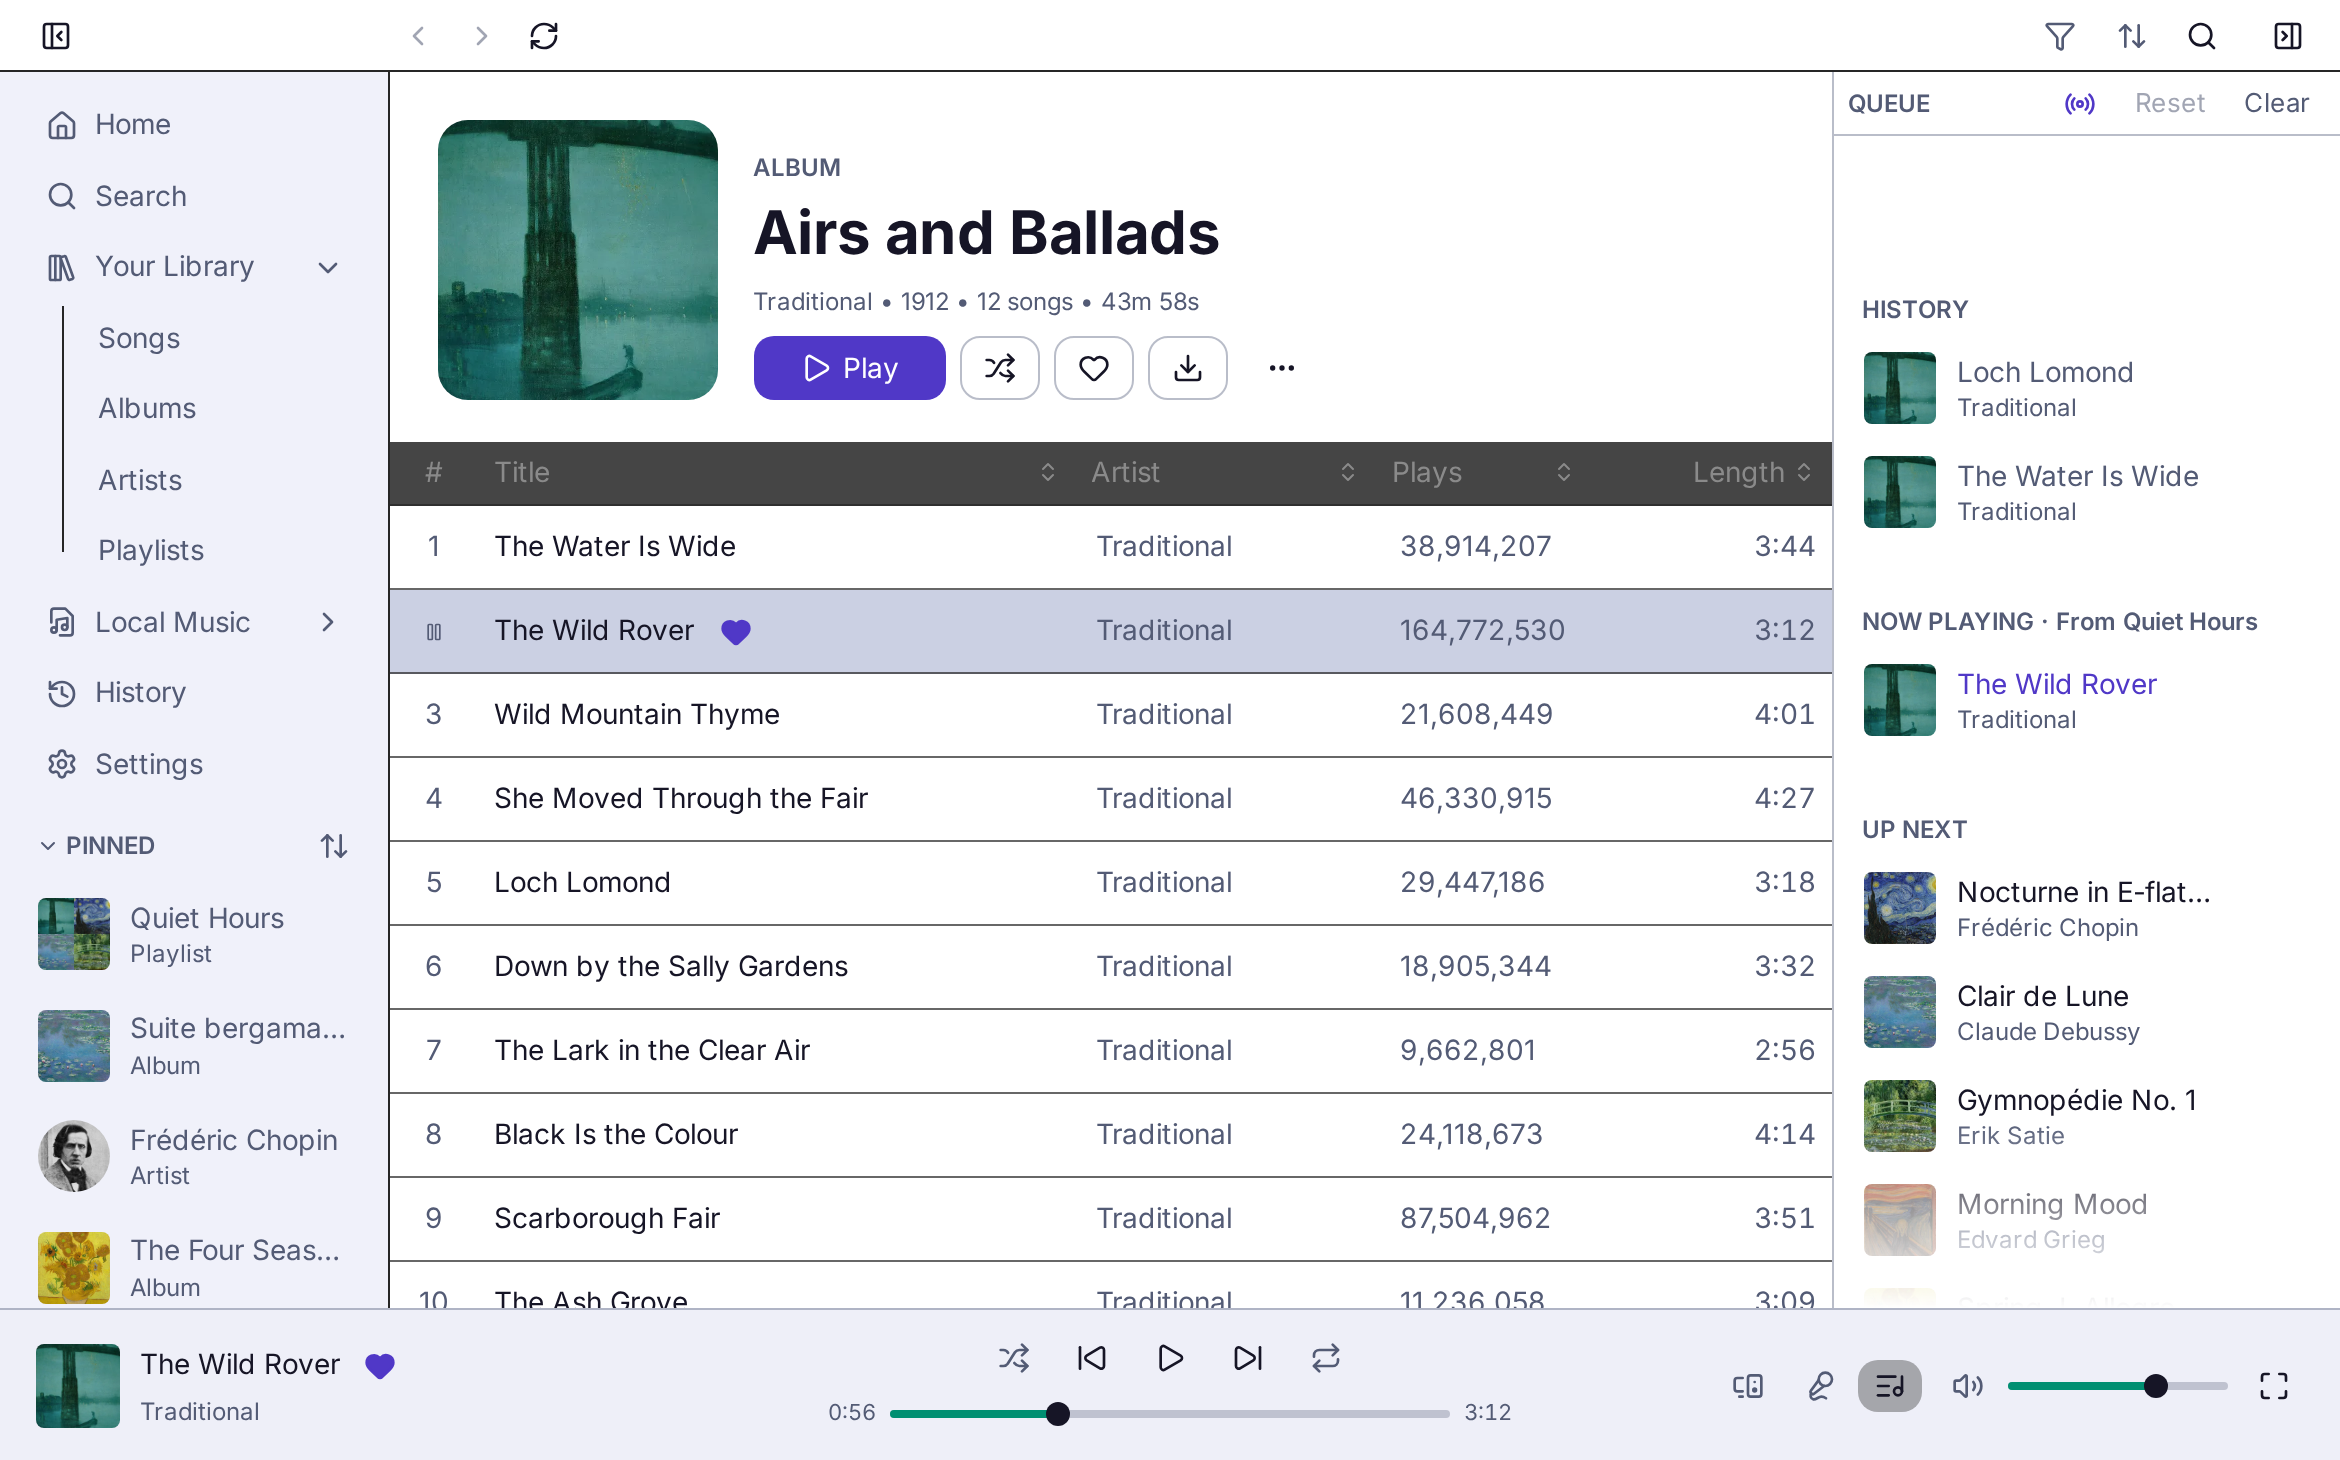 Home
Search
Your Library
Songs
Albums
Artists
Playlists
Local Music
History
Settings
PINNED
Quiet Hours
Playlist
Suite bergama...
Album
Frédéric Chopin
Artist
The Four Seas...
Album
ALBUM
Airs and Ballads
Traditional • 1912 • 12 songs • 43m 58s
Play
# Title Artist Plays Length
1 The Water Is Wide Traditional 38,914,207 3:44
The Wild Rover Traditional 164,772,530 3:12
3 Wild Mountain Thyme Traditional 21,608,449 4:01
4 She Moved Through the Fair Traditional 46,330,915 4:27
5 Loch Lomond Traditional 29,447,186 3:18
6 Down by the Sally Gardens Traditional 18,905,344 3:32
7 The Lark in the Clear Air Traditional 9,662,801 2:56
8 Black Is the Colour Traditional 24,118,673 4:14
9 Scarborough Fair Traditional 87,504,962 3:51
10 The Ash Grove Traditional 11,236,058 3:09
QUEUE Reset Clear
HISTORY
Loch Lomond
Traditional
The Water Is Wide
Traditional
NOW PLAYING · From Quiet Hours
The Wild Rover
Traditional
UP NEXT
Nocturne in E-flat...
Frédéric Chopin
Clair de Lune
Claude Debussy
Gymnopédie No. 1
Erik Satie
Morning Mood
Edvard Grieg
The Wild Rover
Traditional
0:56 3:12